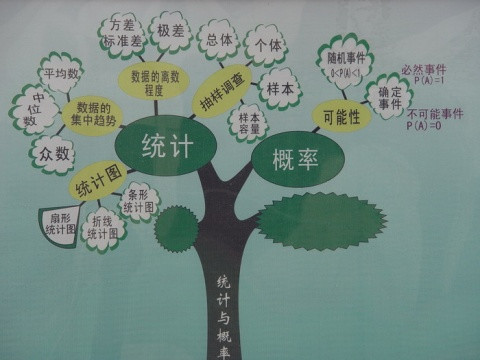 方差
标准差
极差
总体
个体
平均数
数据的离散
程度
抽样调查
样本
随机事件
0<P(A)<1
必然事件
P(A)=1
中
位
数
数据的
集中趋势
样本
容量
可能性
确定
事件
不可能事件
P(A)=0
众数
统计
概率
统计图
扇形
统计图
折线
统计图
条形
统计图
统
计
与
概
率